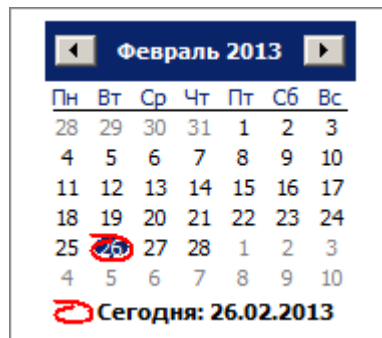 Февраль 2013
Пн Вт Ср Чт Пт Сб Вс
28 29 30 31 1 2 3
4 5 6 7 8 9 10
11 12 13 14 15 16 17
18 19 20 21 22 23 24
25 26 27 28 1 2 3
4 5 6 7 8 9 10
Сегодня: 26.02.2013